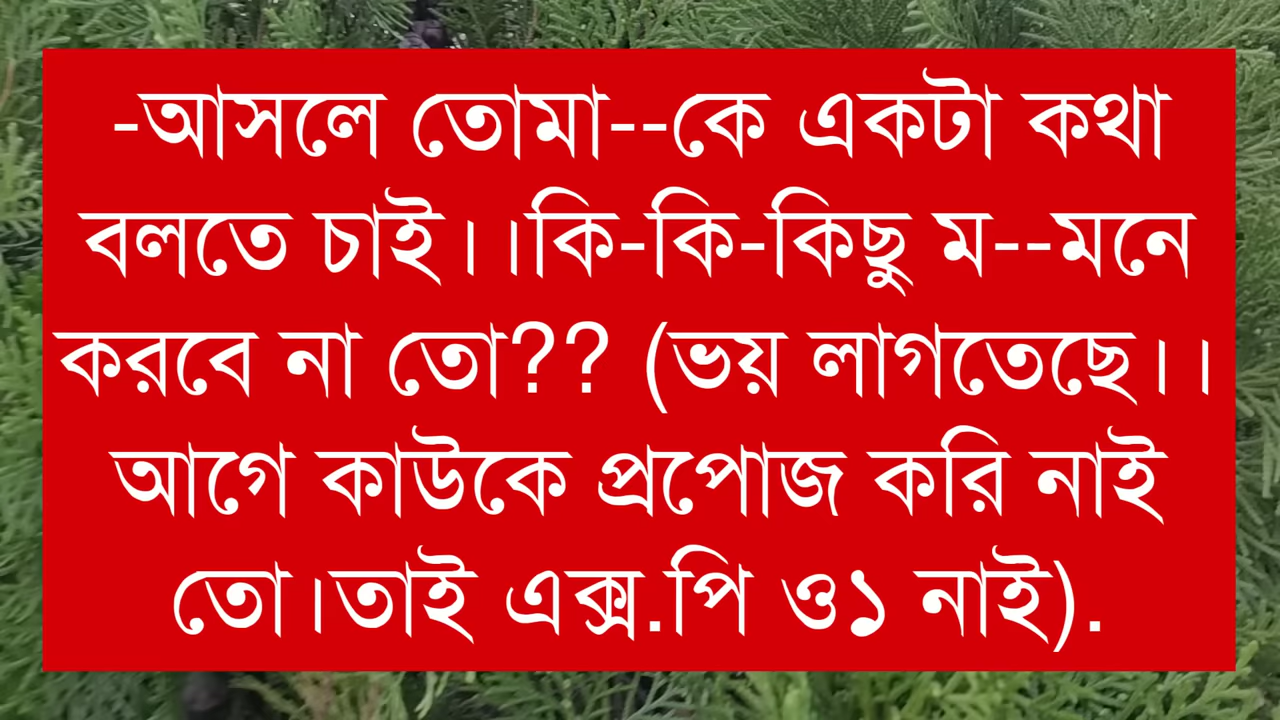 -আসলে তোমা--কে একটা কথা
বলতে চাই।।কি-কি-কিছু ম--মনে
করবে না তো?? (ভয় লাগতেছে।।
আগে কাউকে প্রপোজ করি নাই
তো।তাই এক্স.পি ও১ নাই).